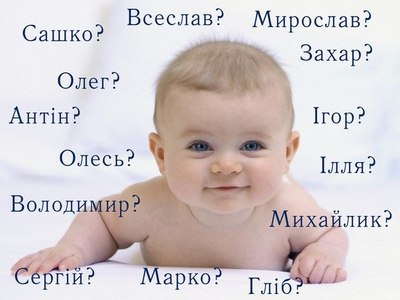 Всеслав?
Мирослав?
Сашко?
Захар?
Олег?
Антін?
Ігор?
Олесь?
Ілля?
Володимир?
Михайлик?
Сергій?
Марко?
Гліб?